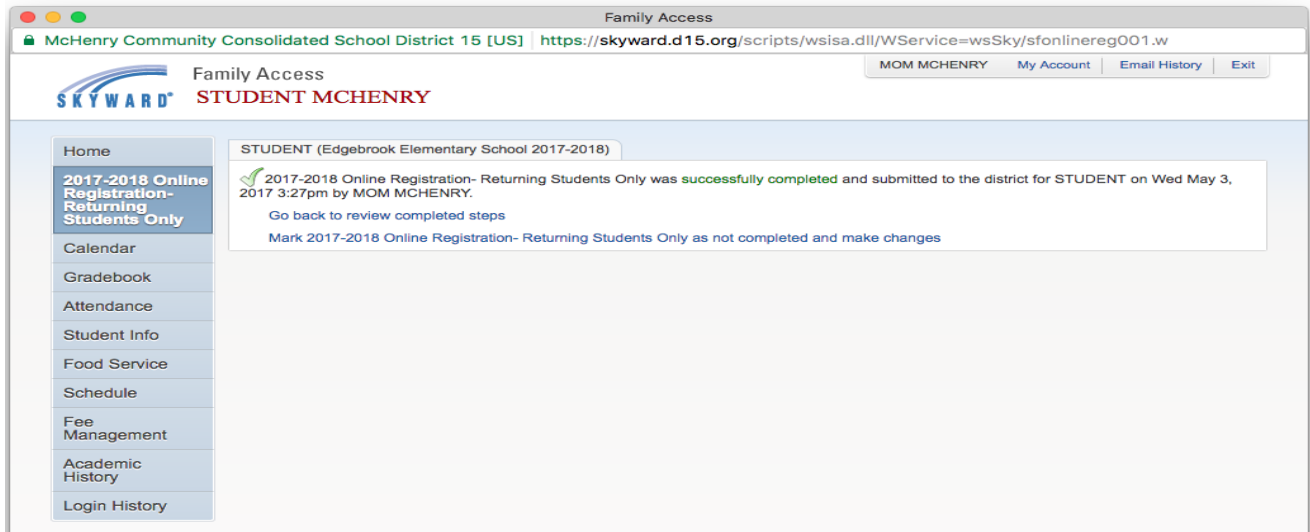 Family Access
McHenry Community Consolidated School District 15 [US] https://skyward.d15.org/scripts/wsisa.dll/WService=wsSky/sfonlinereg001.w
MOM MCHENRY My Account Email History Exit
SKYWARD®
Family Access
STUDENT MCHENRY
Home
2017-2018 Online
Registration-
Returning
Students Only
Calendar
Gradebook
Attendance
Student Info
Food Service
Schedule
Fee
Management
Academic
History
Login History
STUDENT (Edgebrook Elementary School 2017-2018)
2017-2018 Online Registration- Returning Students Only was successfully completed and submitted to the district for STUDENT on Wed May 3,
2017 3:27pm by MOM MCHENRY.
Go back to review completed steps
Mark 2017-2018 Online Registration- Returning Students Only as not completed and make changes